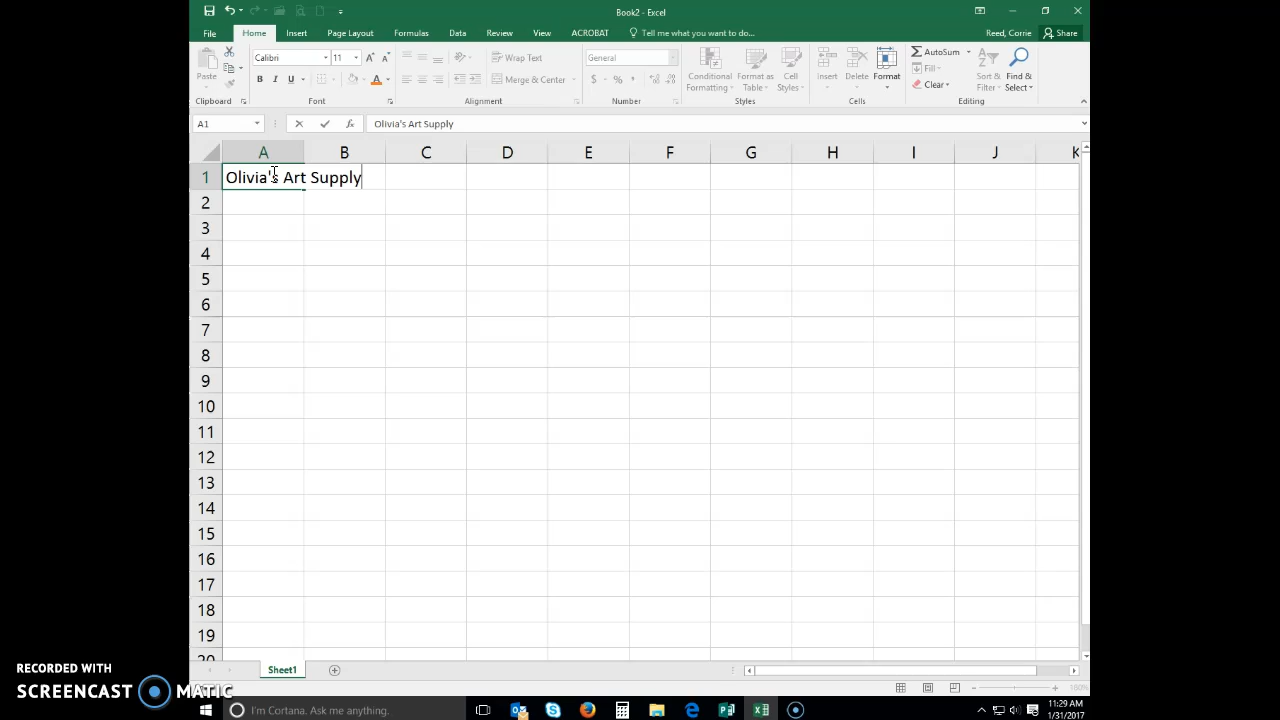 Book2 - Excel
File Home Insert Page Layout Formulas Data Review View ACROBAT Tell me what you want to do... Reed, Corrie Share
Paste Calibri 11 Wrap Text General Conditional Format as Cell Insert Delete Format AutoSum Sort & Find &
B I U A Merge & Center $ % Formatting Table Styles Fill Filter Select
Clear
Clipboard Font Alignment Number Styles Cells Editing
A1 fx Olivia's Art Supply
A B C D E F G H I J K
1 Olivia's Art Supply
2
3
4
5
6
7
8
9
10
11
12
13
14
15
16
17
18
19
20
Sheet1
180%
RECORDED WITH
SCREENCAST MATIC
I'm Cortana. Ask me anything.
11:29 AM
1/31/2017